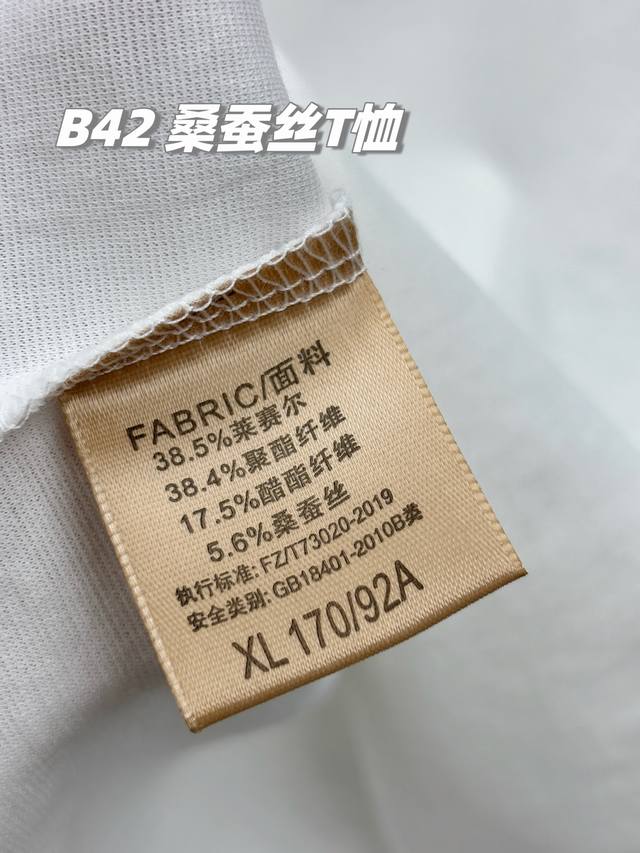 B42 桑蚕丝T恤
FABRIC/面料
38.5%莱赛尔
38.4%聚酯纤维
17.5%醋酯纤维
5.6%桑蚕丝
执行标准: FZ/T73020-2019
安全类别: GB18401-2010B类
XL 170/92A